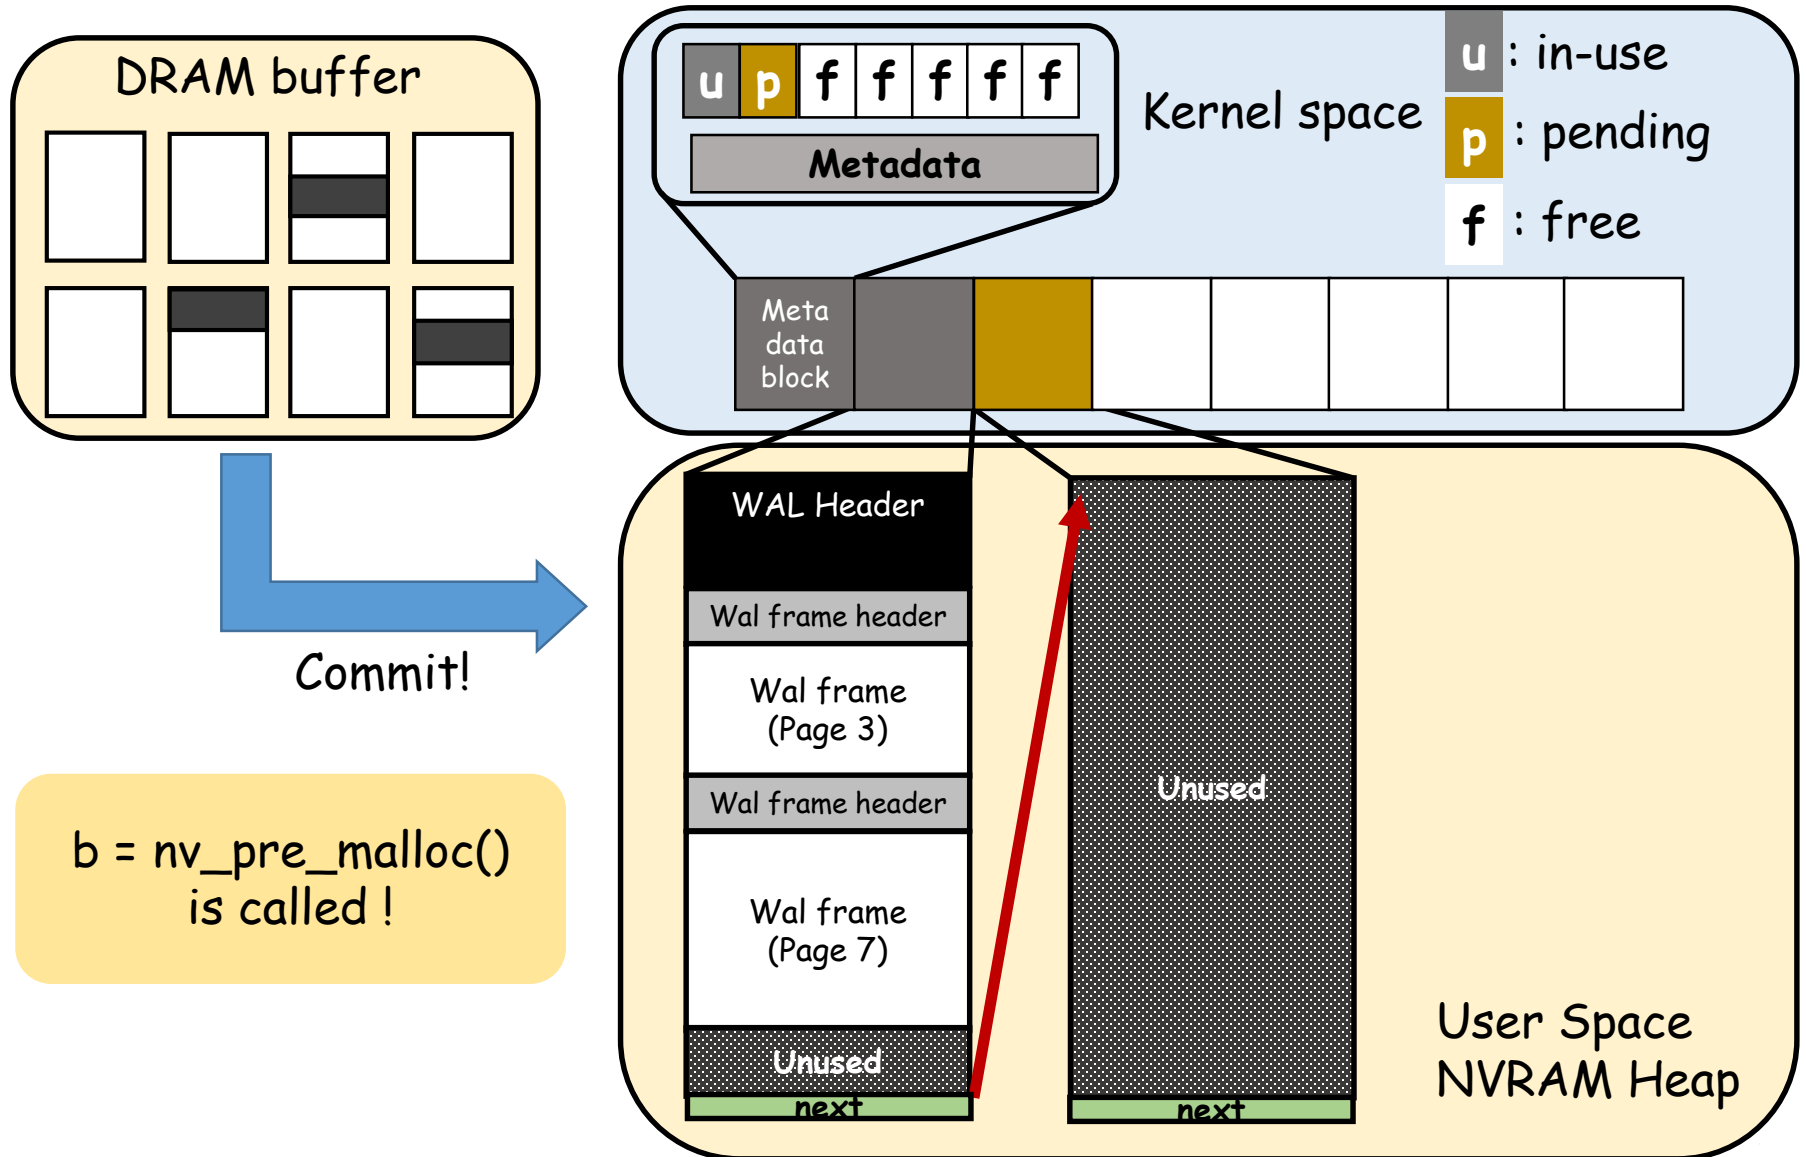 DRAM buffer
u p f f f f f
Metadata
Kernel space
u : in-use
p : pending
f : free
Meta
data
block
Commit!
b = nv_pre_malloc()
is called !
WAL Header
Wal frame header
Wal frame
(Page 3)
Wal frame header
Wal frame
(Page 7)
Unused
next
Unused
next
User Space
NVRAM Heap